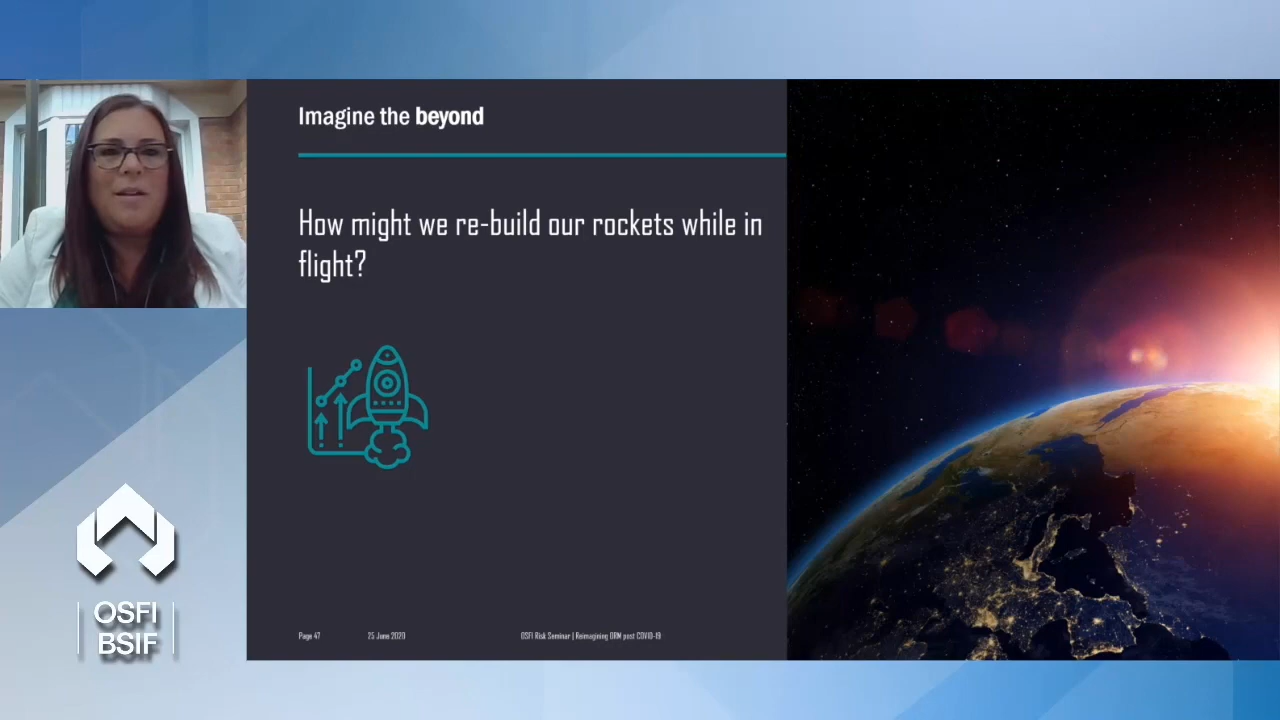 Imagine the beyond
How might we re-build our rockets while in
flight?
OSFI
BSIF
Page 47
25 June 2020
OSFI Risk Seminar | Reimagining ORM post COVID-19